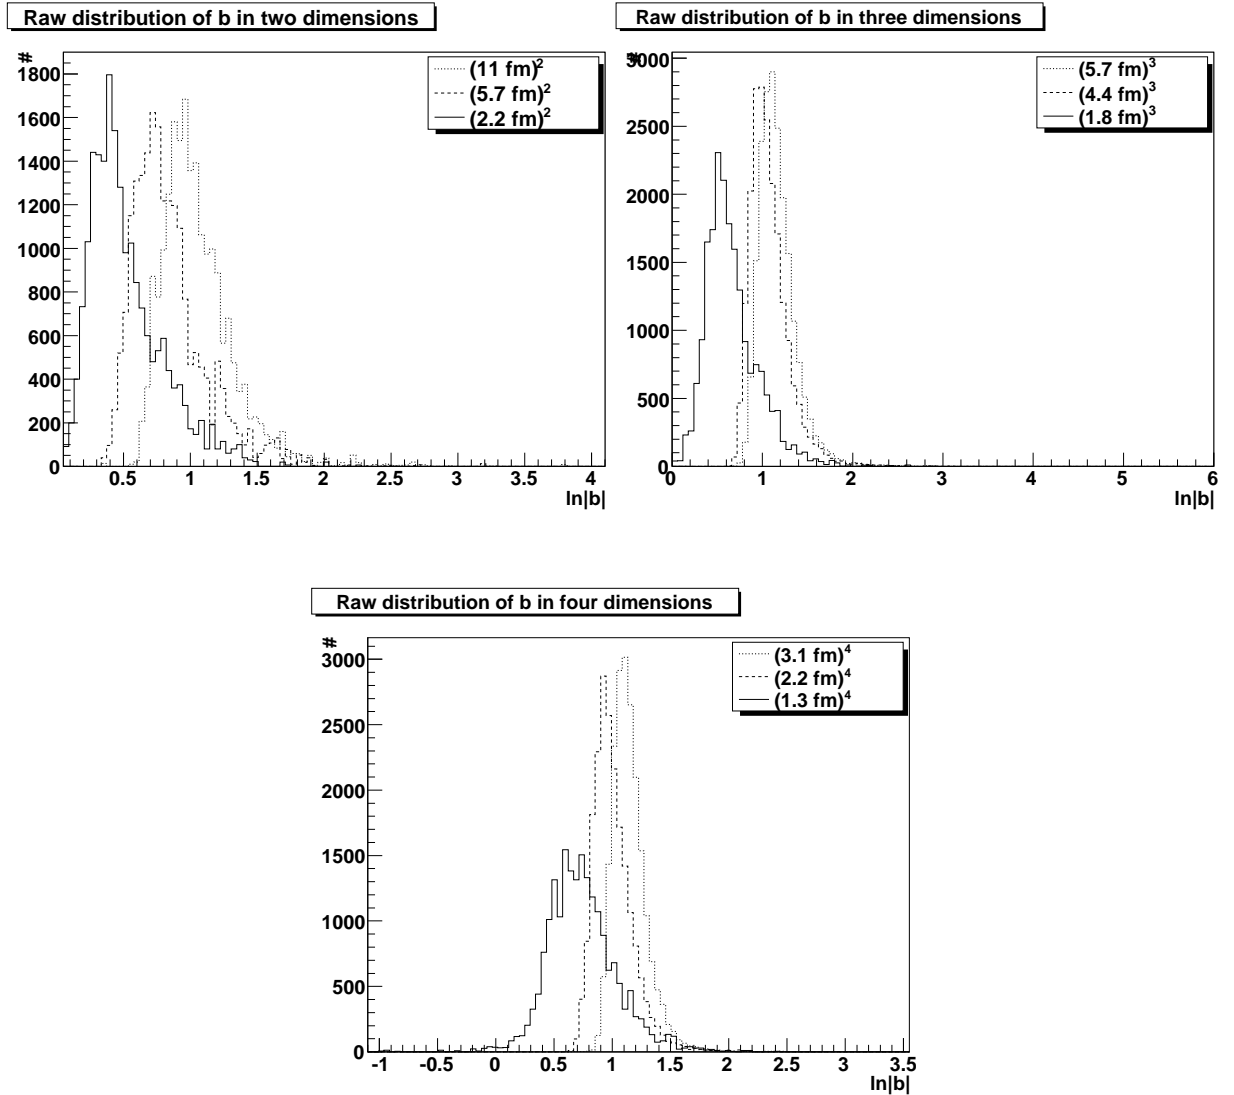 Raw distribution of b in two dimensions
#
1800
1600
1400
1200
1000
800
600
400
200
0
(11 fm)²
(5.7 fm)²
(2.2 fm)²
0.5 1 1.5 2 2.5 3 3.5 4
ln|b|
Raw distribution of b in three dimensions
#
3000
2500
2000
1500
1000
500
0
(5.7 fm)³
(4.4 fm)³
(1.8 fm)³
0 1 2 3 4 5 6
ln|b|
Raw distribution of b in four dimensions
#
3000
2500
2000
1500
1000
500
0
(3.1 fm)⁴
(2.2 fm)⁴
(1.3 fm)⁴
-1 -0.5 0 0.5 1 1.5 2 2.5 3 3.5
ln|b|